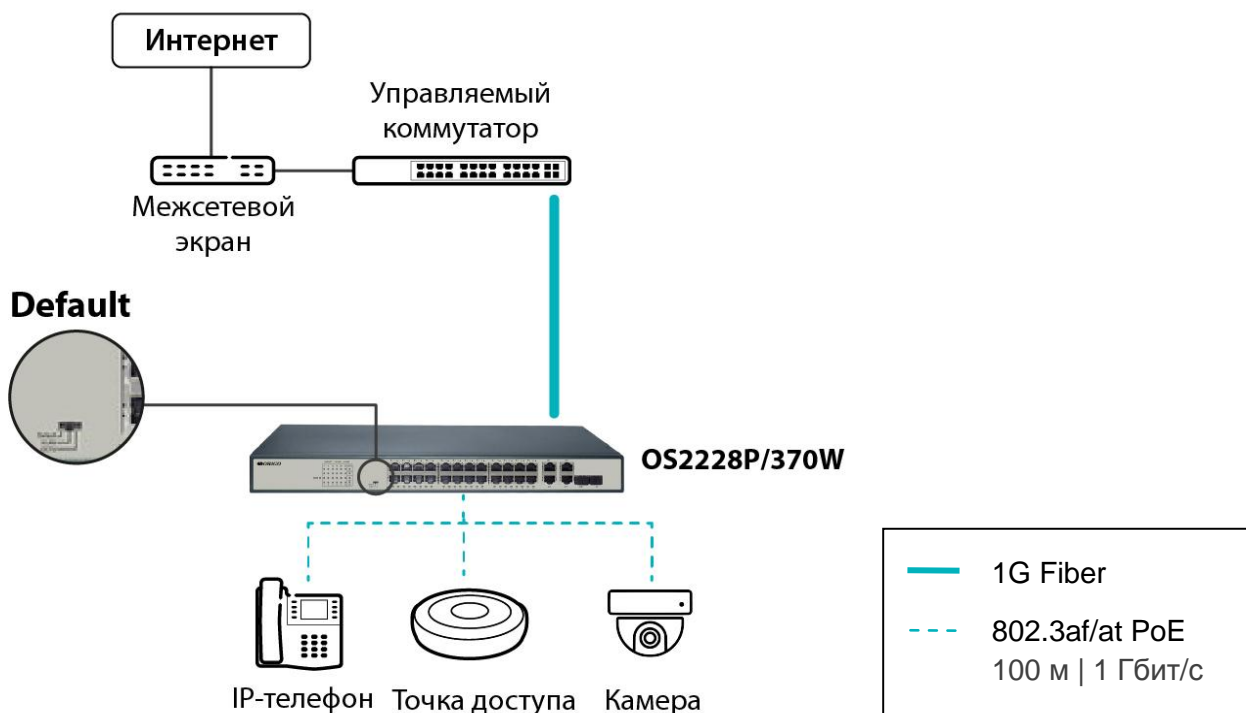 Интернет
Управляемый
коммутатор
Межсетевой
экран
Default
OS2228P/370W
IP-телефон
Точка доступа
Камера
1G Fiber
802.3af/at PoE
100 м | 1 Гбит/с